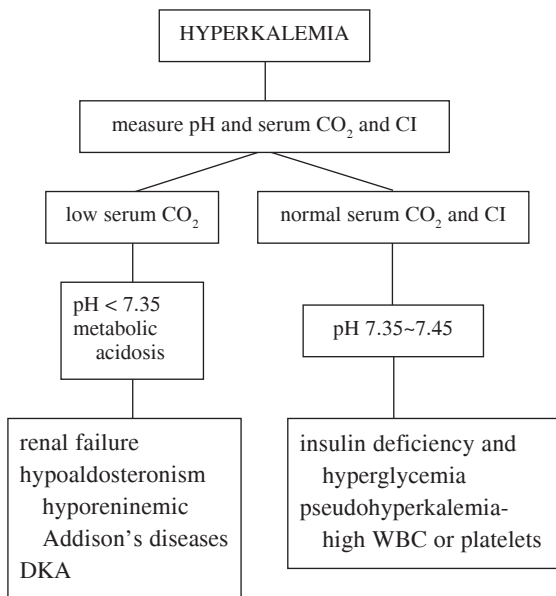 HYPERKALEMIA
measure pH and serum CO₂ and CI
low serum CO₂
normal serum CO₂ and CI
pH < 7.35
metabolic
acidosis
pH 7.35~7.45
renal failure
hypoaldosteronism
hyporeninemic
Addison's diseases
DKA
insulin deficiency and
hyperglycemia
pseudohyperkalemia-
high WBC or platelets